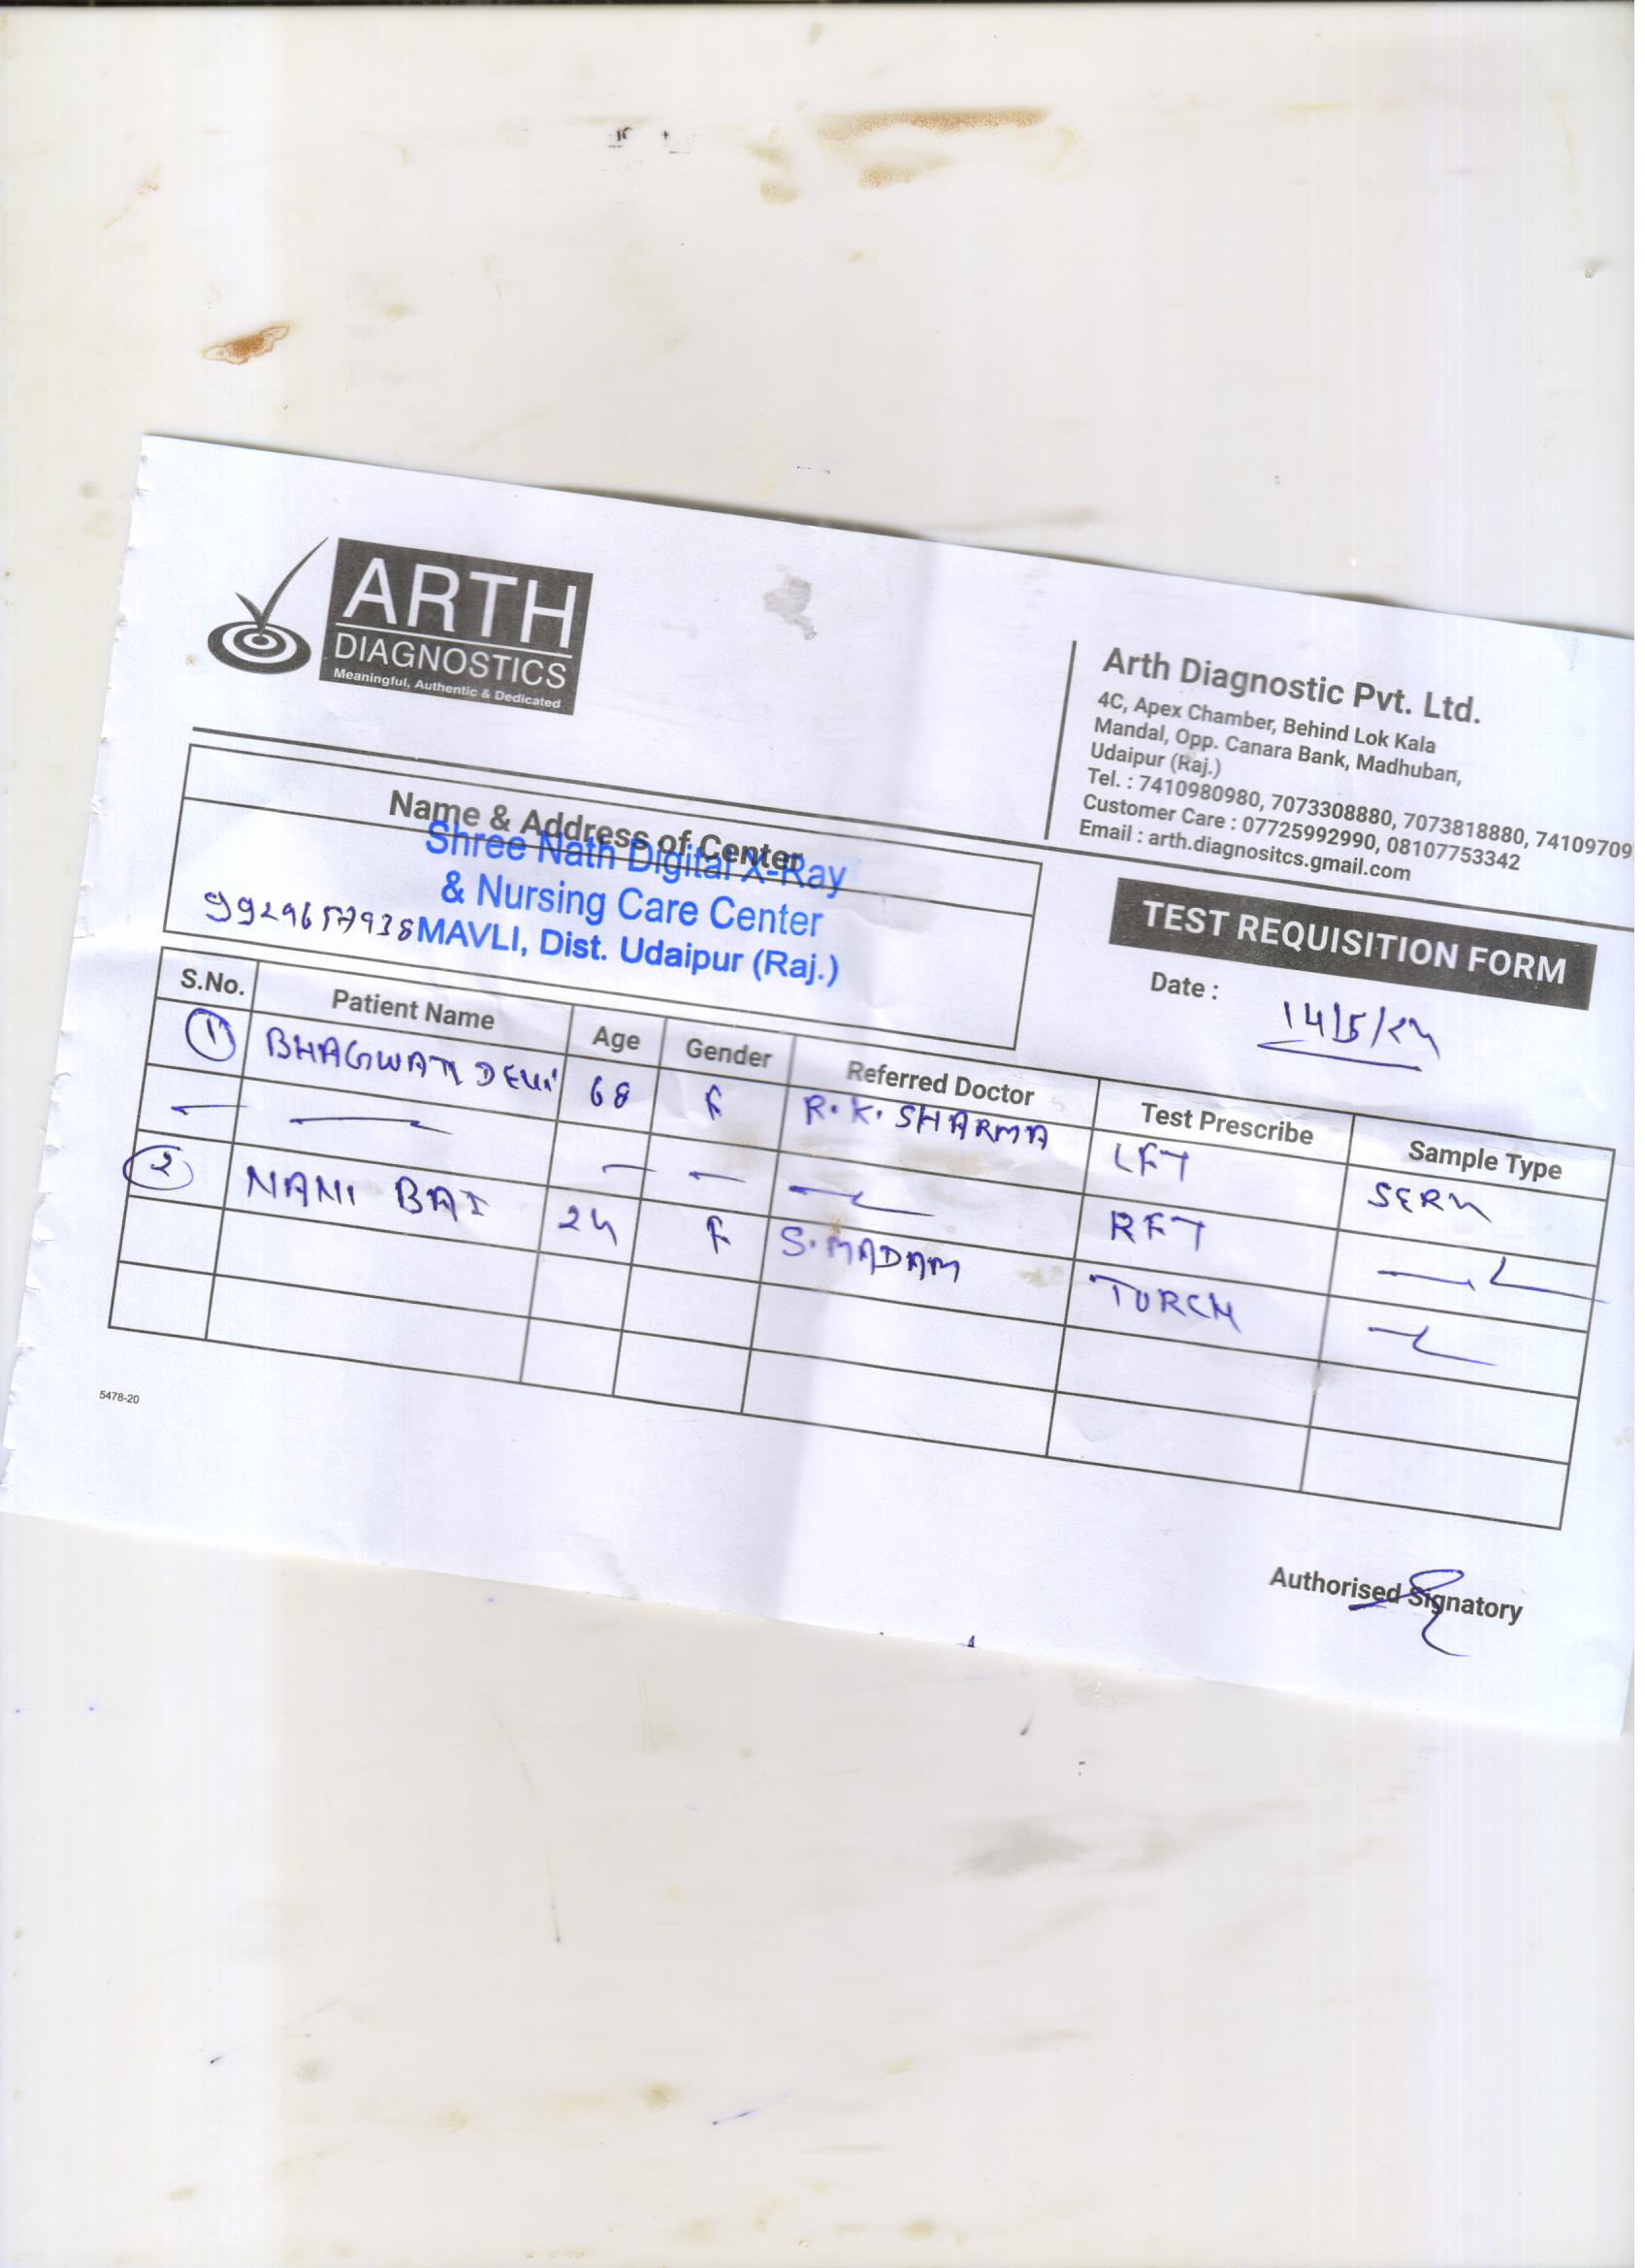 ARTH
DIAGNOSTICS
Meaningful, Authentic & Dedicated
Arth Diagnostic Pvt. Ltd.
4C, Apex Chamber, Behind Lok Kala
Mandal, Opp. Canara Bank, Madhuban,
Udaipur (Raj.)
Tel. : 7410980980, 7073308880, 7073818880, 74109709
Customer Care : 07725992990, 08107753342
Email : arth.diagnositcs.gmail.com
Name & Address of Center
Shree Nath Digital X-Ray
& Nursing Care Center
9929657938 MAVLI, Dist. Udaipur (Raj.)
TEST REQUISITION FORM
Date : 14/5/24
S.No. Patient Name Age Gender Referred Doctor Test Prescribe Sample Type
1 BHAGWATI DEVI 68 F R.K. SHARMA LFT SERU
— — — — — RFT —
2 NANI BAI 24 F S.MADAM TORCH —
5478-20
Authorised Signatory